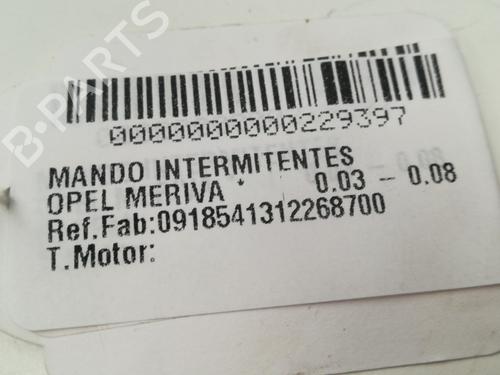 B-PARTS
0000000000229397
MANDO INTERMITENTES
OPEL MERIVA * 0.03 - 0.08
Ref.Fab:0918541312268700
T.Motor: